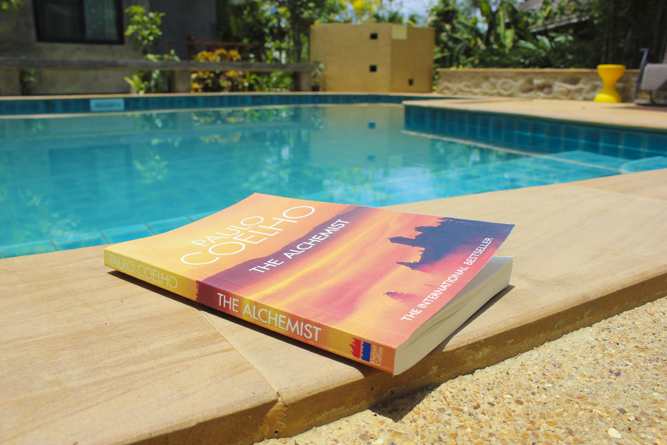 PAULO
COELHO
THE ALCHEMIST
THE INTERNATIONAL BESTSELLER
PAULO COELHO
THE ALCHEMIST